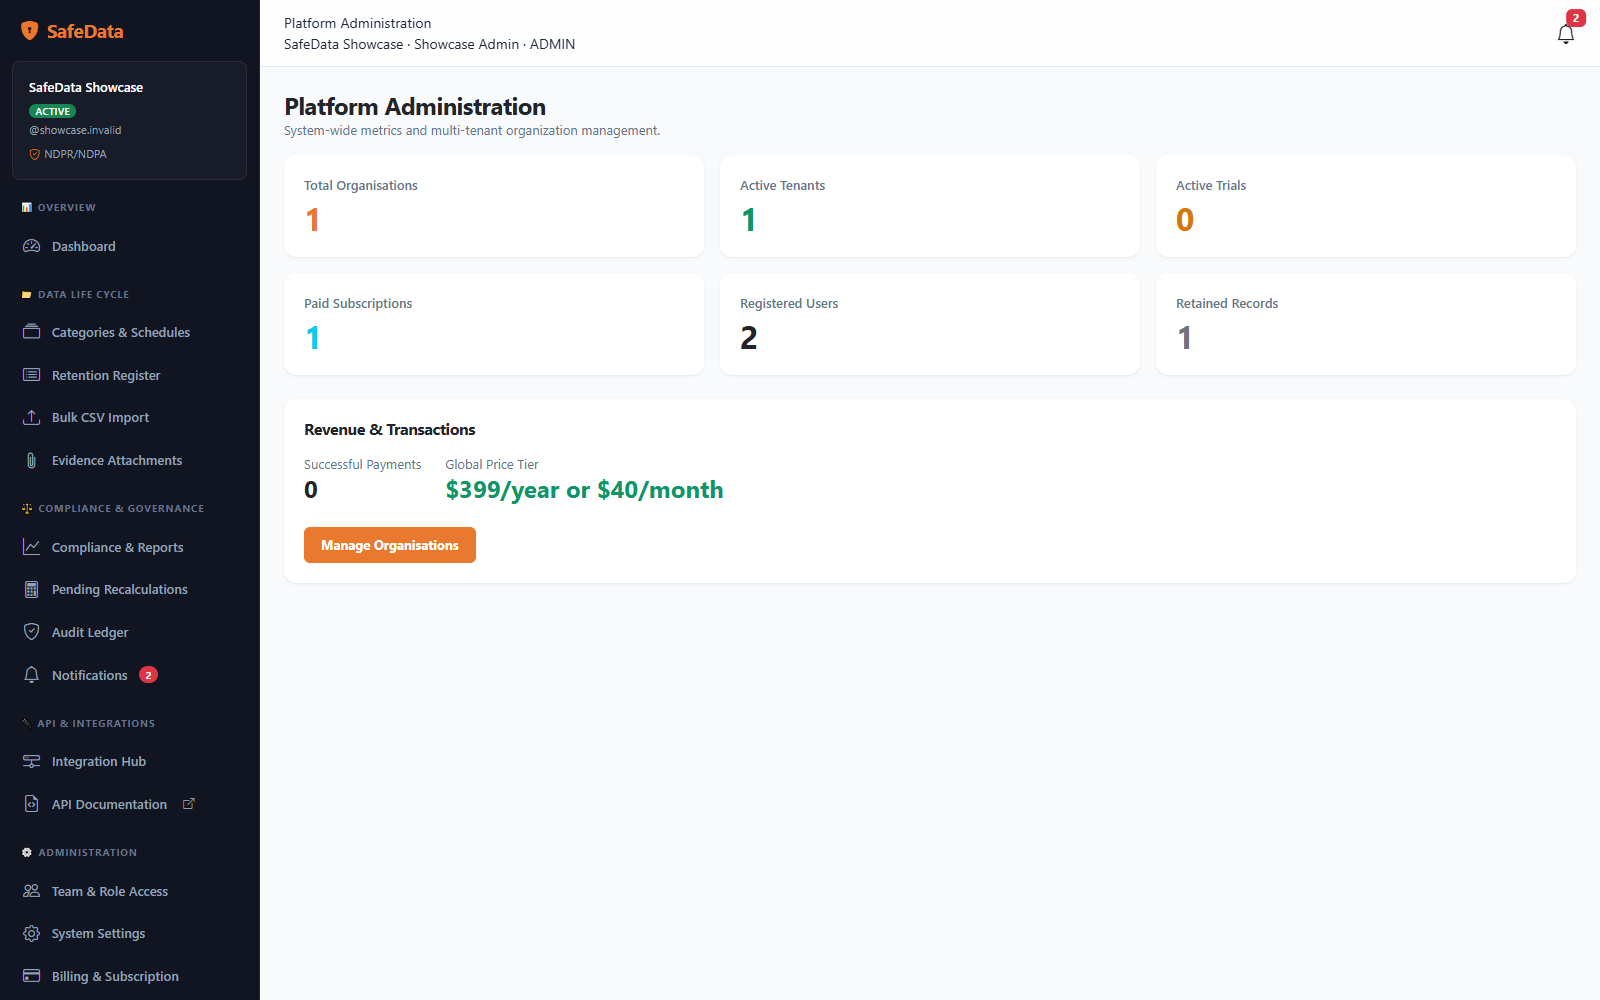 SafeData
SafeData Showcase
ACTIVE
@showcase.invalid
NDPR/NDPA
OVERVIEW
Dashboard
DATA LIFE CYCLE
Categories & Schedules
Retention Register
Bulk CSV Import
Evidence Attachments
COMPLIANCE & GOVERNANCE
Compliance & Reports
Pending Recalculations
Audit Ledger
Notifications 2
API & INTEGRATIONS
Integration Hub
API Documentation
ADMINISTRATION
Team & Role Access
System Settings
Billing & Subscription
Platform Administration
SafeData Showcase · Showcase Admin · ADMIN
2
Platform Administration
System-wide metrics and multi-tenant organization management.
Total Organisations
1
Active Tenants
1
Active Trials
0
Paid Subscriptions
1
Registered Users
2
Retained Records
1
Revenue & Transactions
Successful Payments
0
Global Price Tier
$399/year or $40/month
Manage Organisations